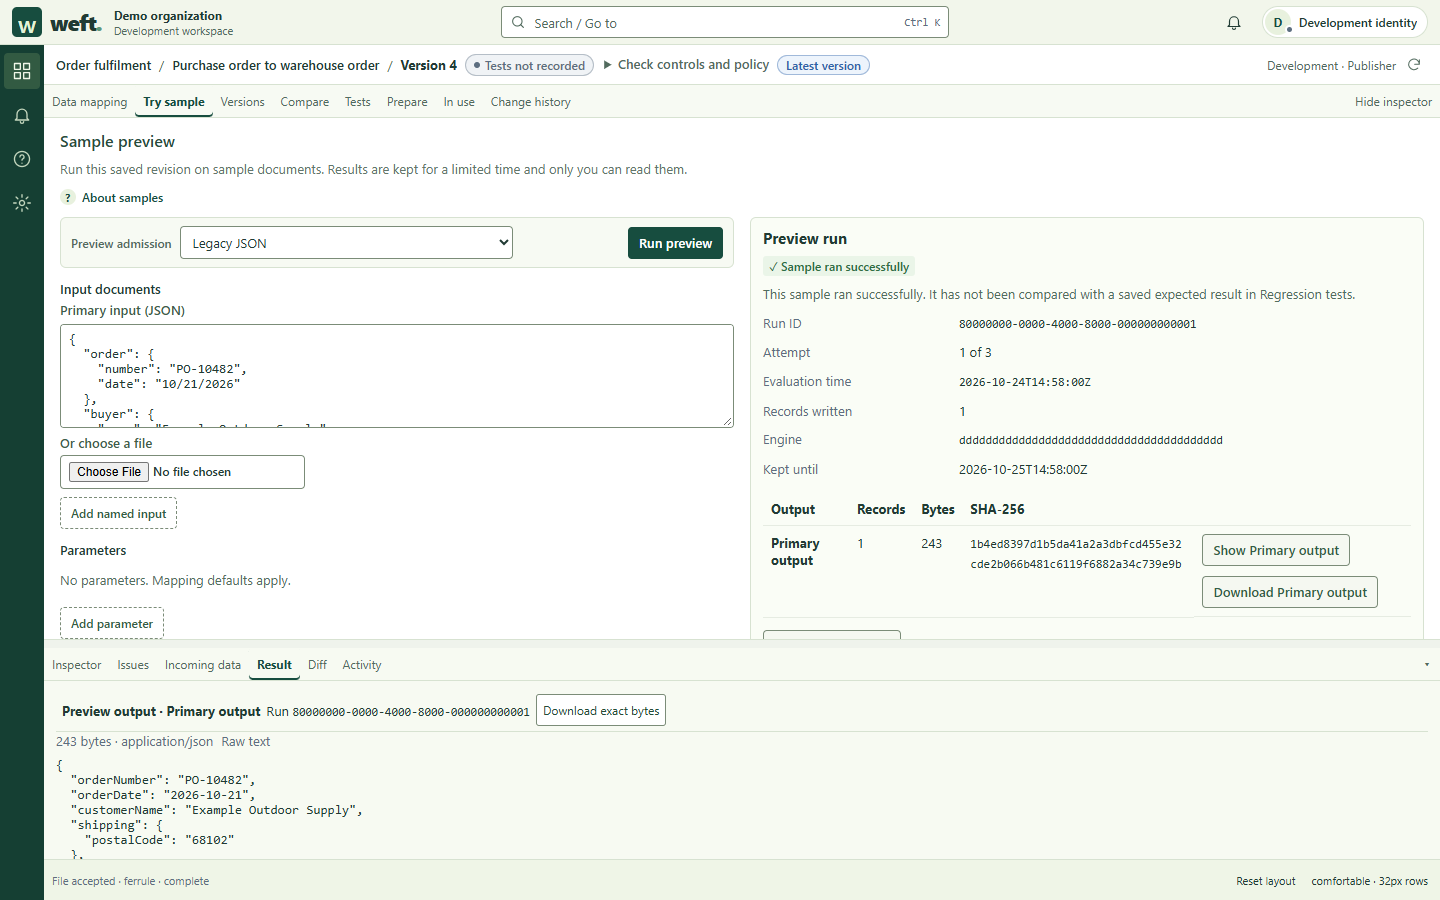 w weft.
Demo organization
Development workspace
Search / Go to
Ctrl K
D
Development identity
Order fulfilment / Purchase order to warehouse order / Version 4
Tests not recorded
Check controls and policy
Latest version
Development · Publisher
Data mapping
Try sample
Versions
Compare
Tests
Prepare
In use
Change history
Hide inspector
Sample preview
Run this saved revision on sample documents. Results are kept for a limited time and only you can read them.
? About samples
Preview admission
Legacy JSON
Run preview
Input documents
Primary input (JSON)
{
"order": {
"number": "PO-10482",
"date": "10/21/2026"
},
"buyer": {
Or choose a file
Choose File No file chosen
Add named input
Parameters
No parameters. Mapping defaults apply.
Add parameter
Preview run
✓ Sample ran successfully
This sample ran successfully. It has not been compared with a saved expected result in Regression tests.
Run ID 80000000-0000-4000-8000-000000000001
Attempt 1 of 3
Evaluation time 2026-10-24T14:58:00Z
Records written 1
Engine dddddddddddddddddddddddddddddddddddddddd
Kept until 2026-10-25T14:58:00Z
Output Records Bytes SHA-256
Primary output 1 243 1b4ed8397d1b5da41a2a3dbfcd455e32
cde2b066b481c6119f6882a34c739e9b
Show Primary output
Download Primary output
Inspector
Issues
Incoming data
Result
Diff
Activity
Preview output · Primary output Run 80000000-0000-4000-8000-000000000001
Download exact bytes
243 bytes · application/json Raw text
{
"orderNumber": "PO-10482",
"orderDate": "2026-10-21",
"customerName": "Example Outdoor Supply",
"shipping": {
"postalCode": "68102"
},
File accepted · ferrule · complete
Reset layout
comfortable · 32px rows